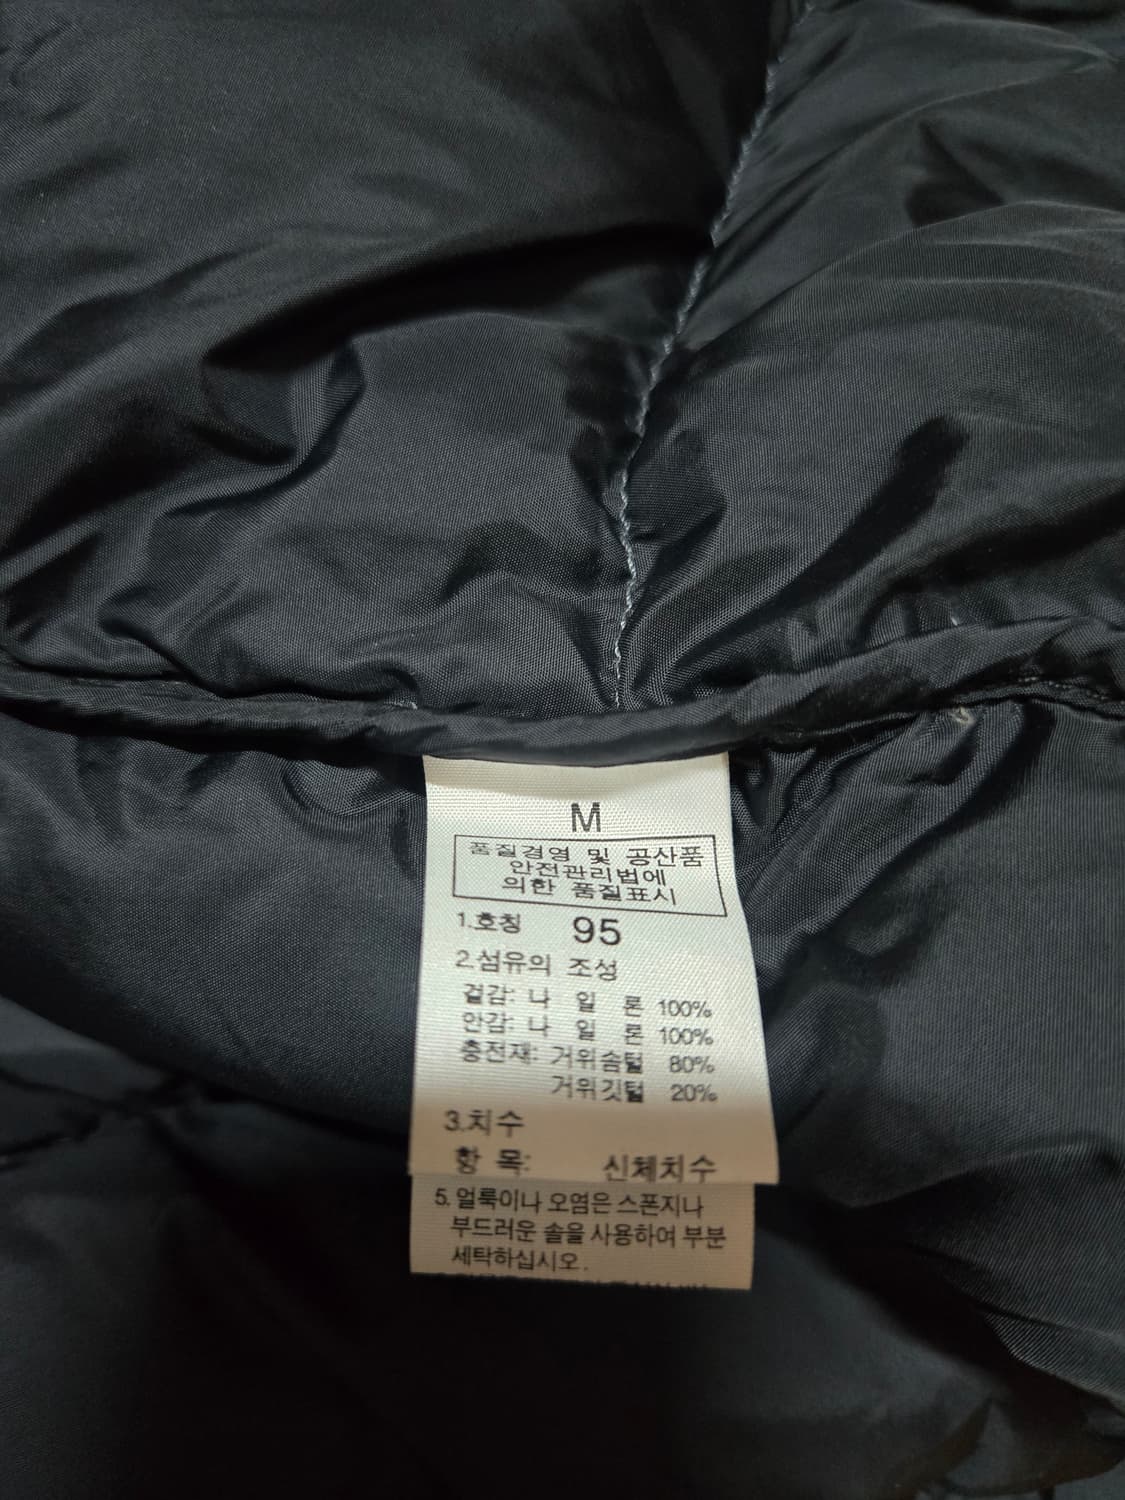 M
품질경영 및 공산품
안전관리법에
의한 품질표시
1.호칭 95
2.섬유의 조성
겉감: 나 일 론 100%
안감: 나 일 론 100%
충전재: 거위솜털 80%
거위깃털 20%
3.치수
항 목: 신체치수
5. 얼룩이나 오염은 스폰지나
부드러운 솔을 사용하여 부분
세탁하십시오.